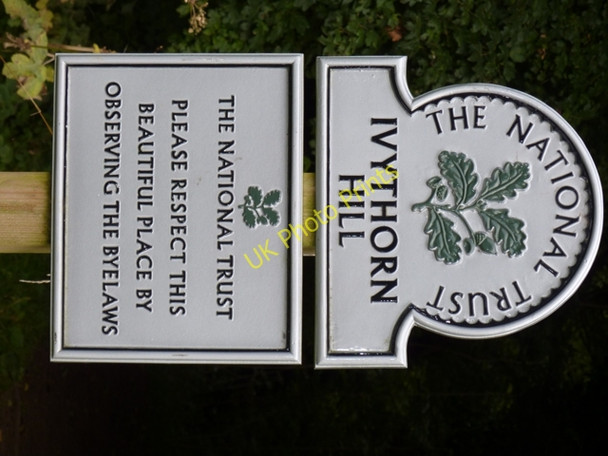 THE NATIONAL TRUST
IVYTHORN
HILL
THE NATIONAL TRUST
PLEASE RESPECT THIS
BEAUTIFUL PLACE BY
OBSERVING THE BYELAWS
UK Photo Prints